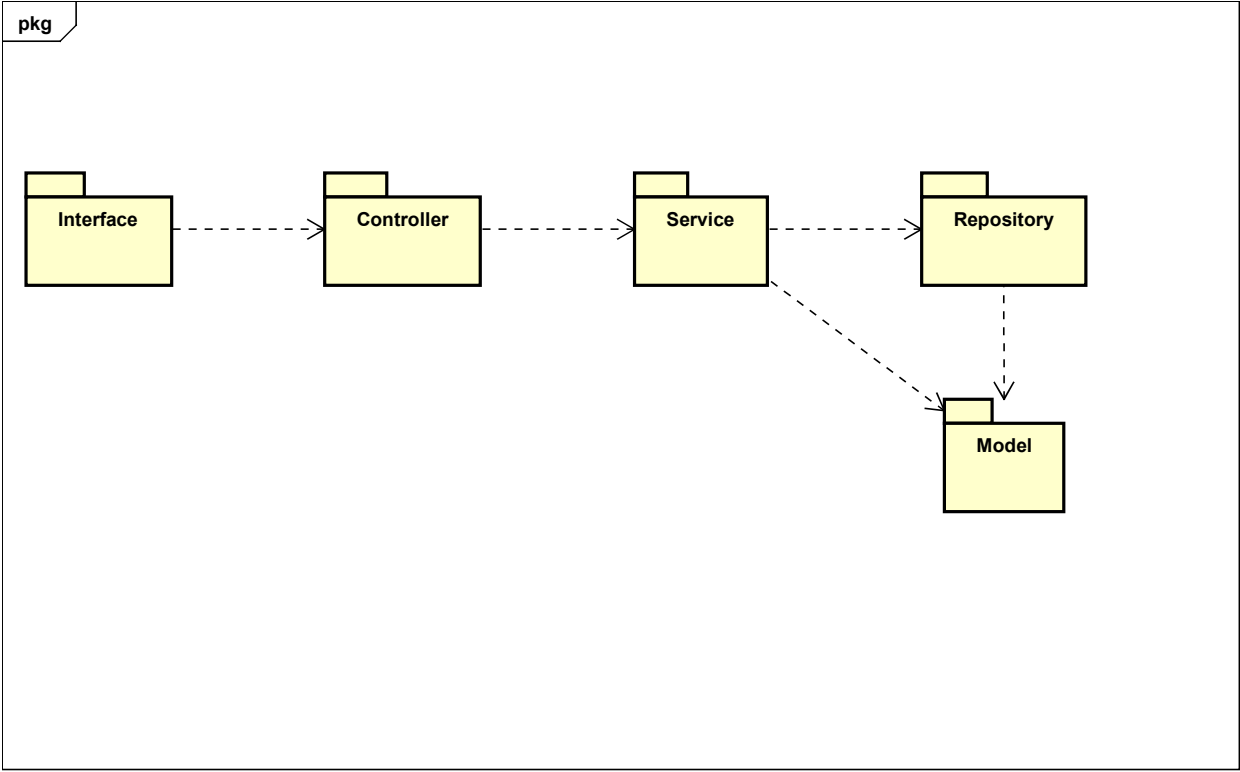 pkg
Interface
Controller
Service
Repository
Model